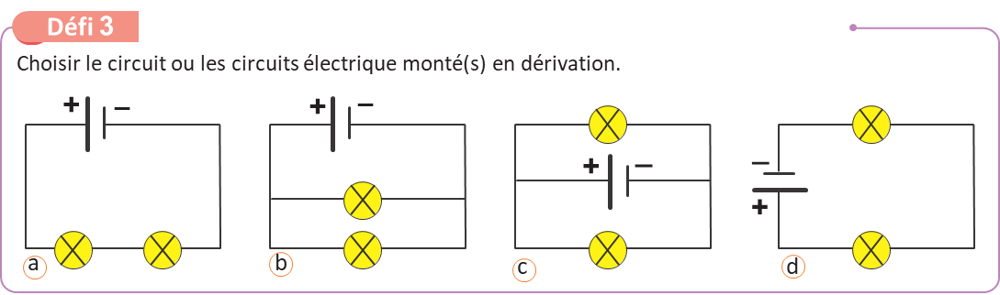 Défi 3
Choisir le circuit ou les circuits électrique monté(s) en dérivation.
+ −
+ −
+ −
−
+
a
b
c
d